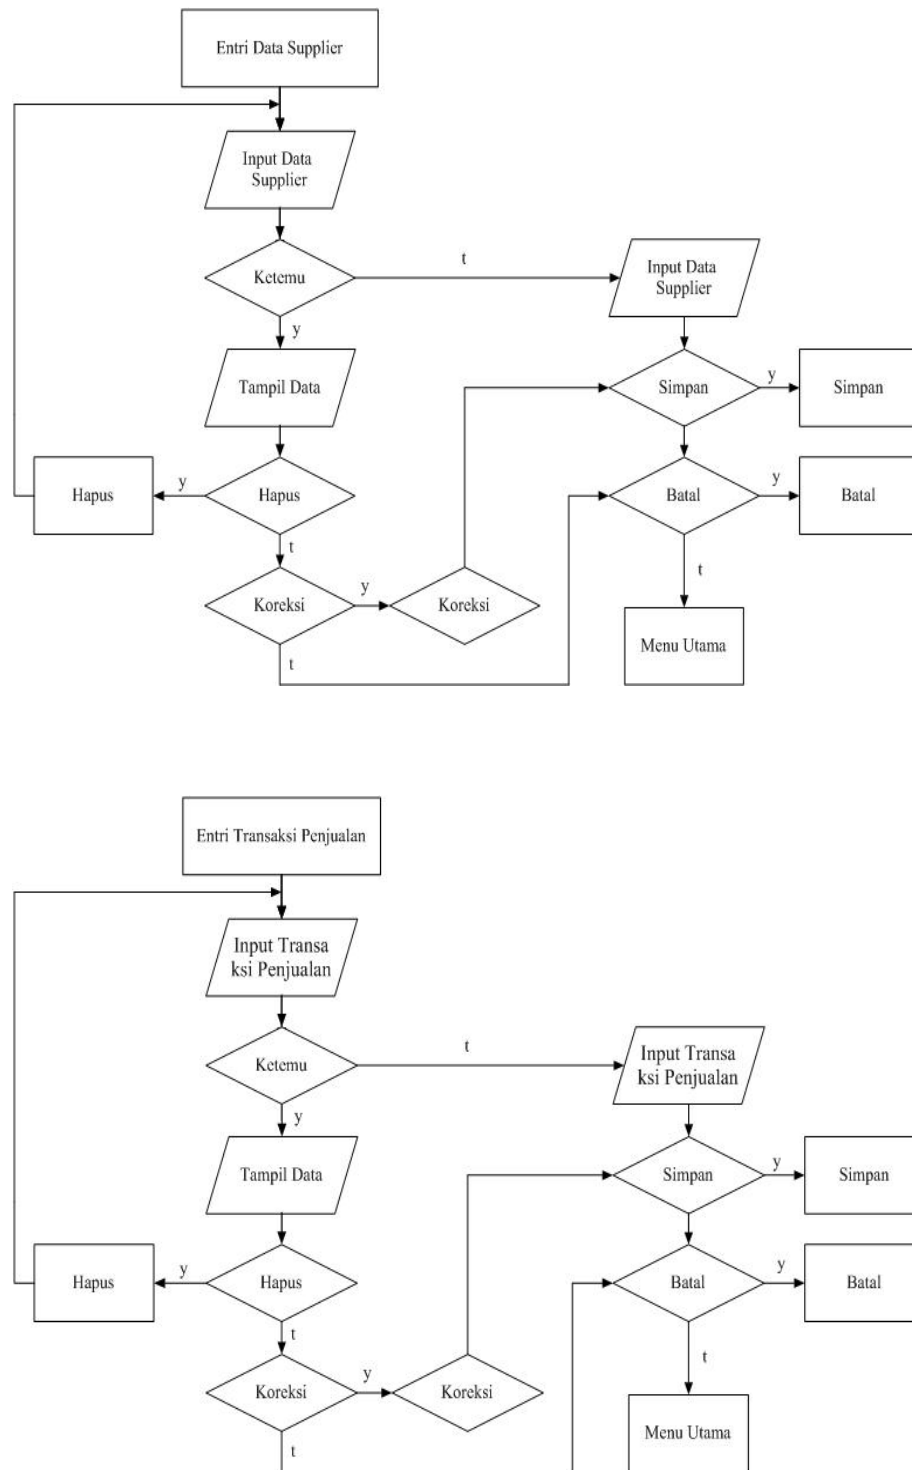 Entri Data Supplier
Input Data
Supplier
Ketemu
t
Input Data
Supplier
y
Tampil Data
Simpan
y
Simpan
Hapus
y
Hapus
Batal
y
Batal
t
Koreksi
y
Koreksi
t
Menu Utama
t
Entri Transaksi Penjualan
Input Transa
ksi Penjualan
Ketemu
t
Input Transa
ksi Penjualan
y
Tampil Data
Simpan
y
Simpan
Hapus
y
Hapus
Batal
y
Batal
t
Koreksi
y
Koreksi
t
Menu Utama
t